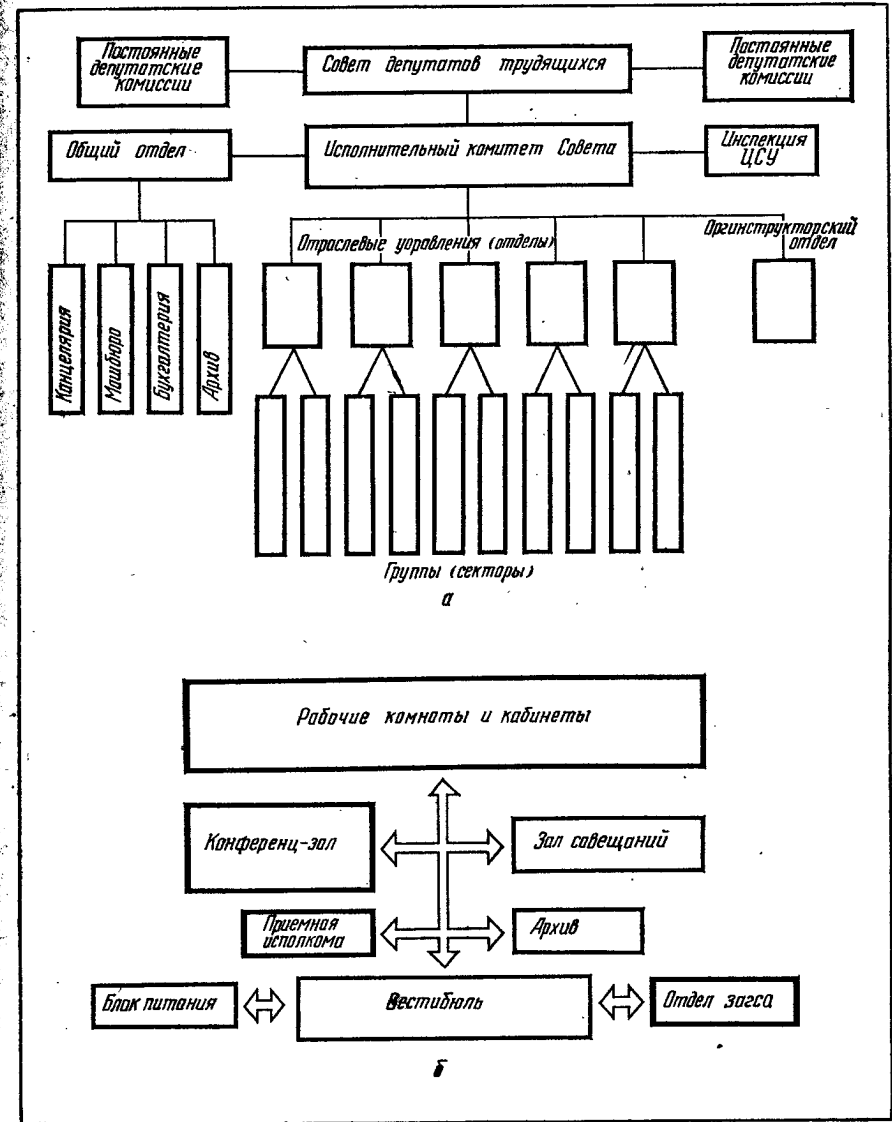 Постоянные
депутатские
комиссии
Совет депутатов трудящихся
Постоянные
депутатские
комиссии
Общий отдел
Исполнительный комитет Совета
Инспекция
ЦСУ
Отраслевые уоравления (отделы)
Оргинструкторский
отдел
Канцелярия
Машбюро
Бухгалтерия
Архив
Группы (секторы)
а
Рабочие комнаты и кабинеты
Конференц-зал
Зал совещаний
Приемная
исполкома
Архив
Блок питания
Вестибюль
Отдел загса
б